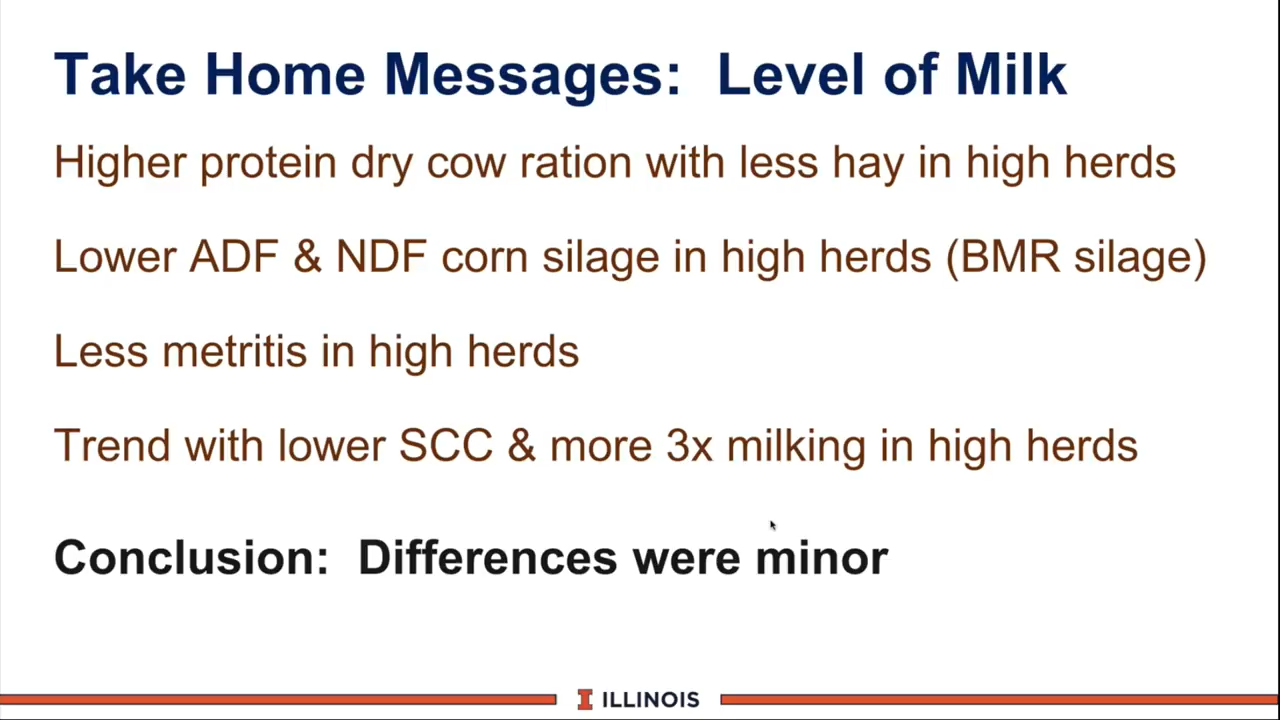 Take Home Messages: Level of Milk
Higher protein dry cow ration with less hay in high herds
Lower ADF & NDF corn silage in high herds (BMR silage)
Less metritis in high herds
Trend with lower SCC & more 3x milking in high herds
Conclusion: Differences were minor
I ILLINOIS